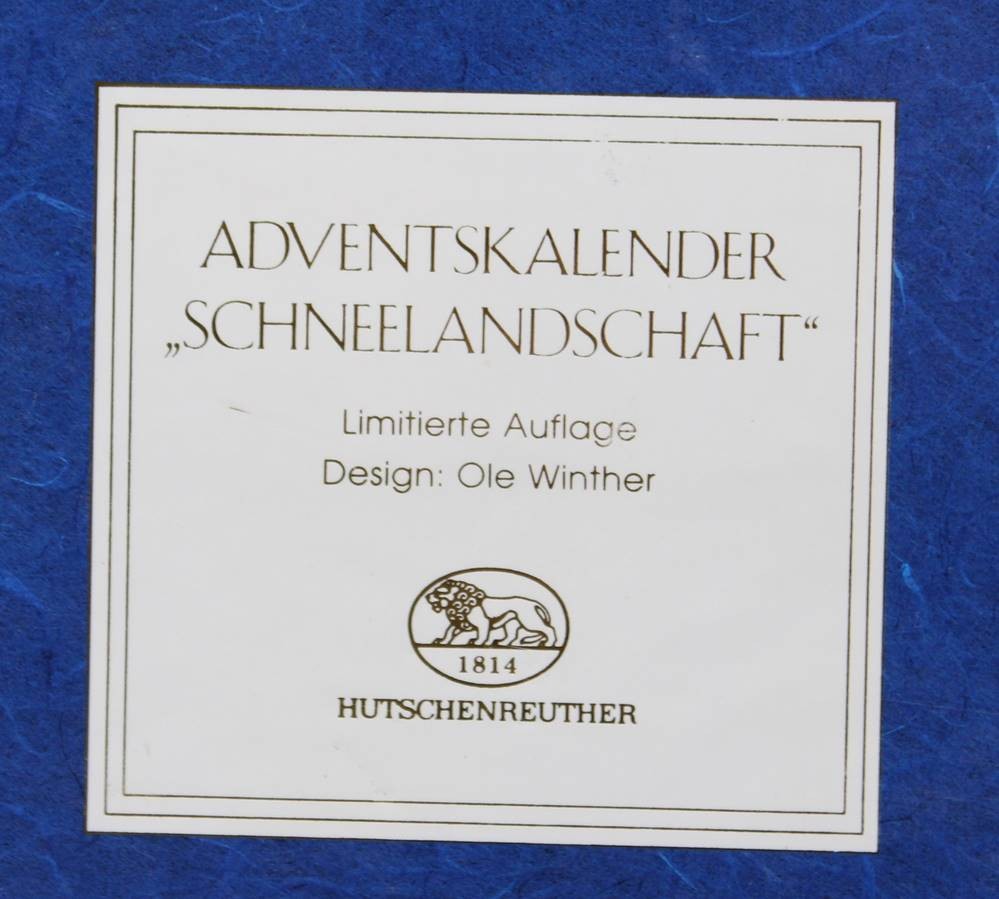 ADVENTSKALENDER
„SCHNEELANDSCHAFT“
Limitierte Auflage
Design: Ole Winther
1814
HUTSCHENREUTHER